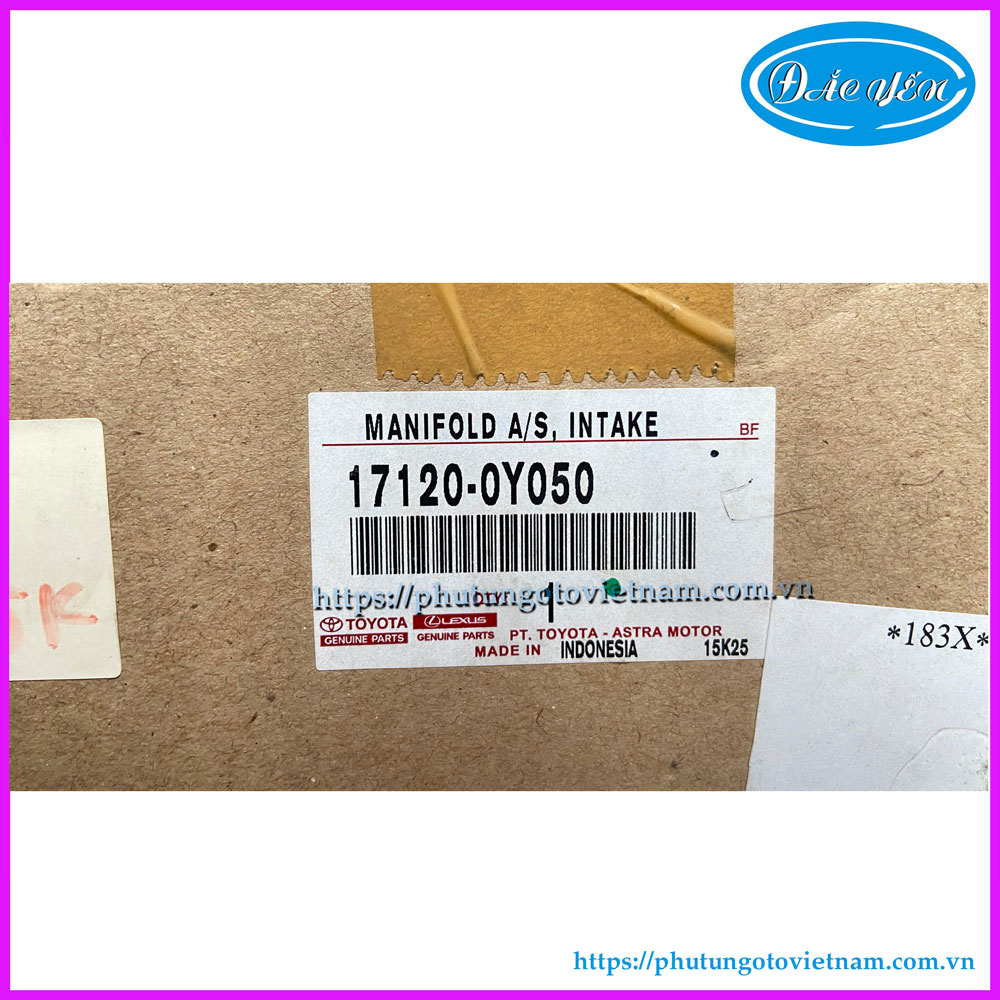 ĐẮC YẾN
MANIFOLD A/S, INTAKE
BF
17120-0Y050
https://phutungotovietnam.com.vn
1
TOYOTA
GENUINE PARTS
LEXUS
GENUINE PARTS
PT. TOYOTA - ASTRA MOTOR
MADE IN INDONESIA 15K25
*183X*
https://phutungotovietnam.com.vn